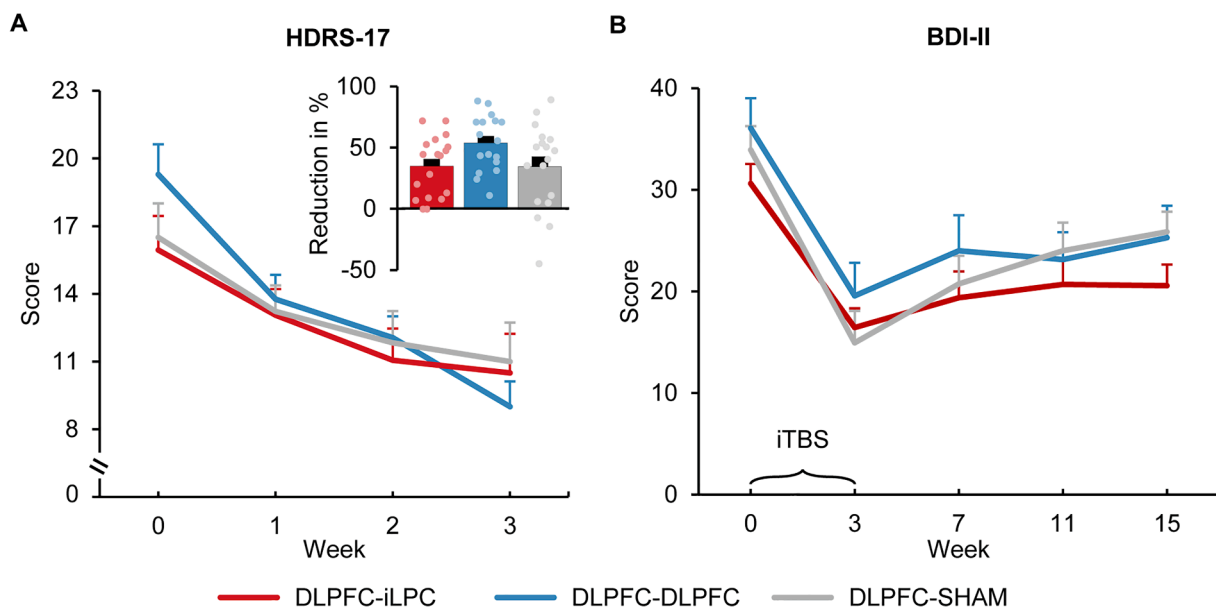 A
HDRS-17
23
20
17
14
11
8
0
Score
0 1 2 3
Week
100
50
0
-50
Reduction in %
B
BDI-II
40
30
20
10
0
Score
iTBS
0 3 7 11 15
Week
DLPFC-iLPC DLPFC-DLPFC DLPFC-SHAM